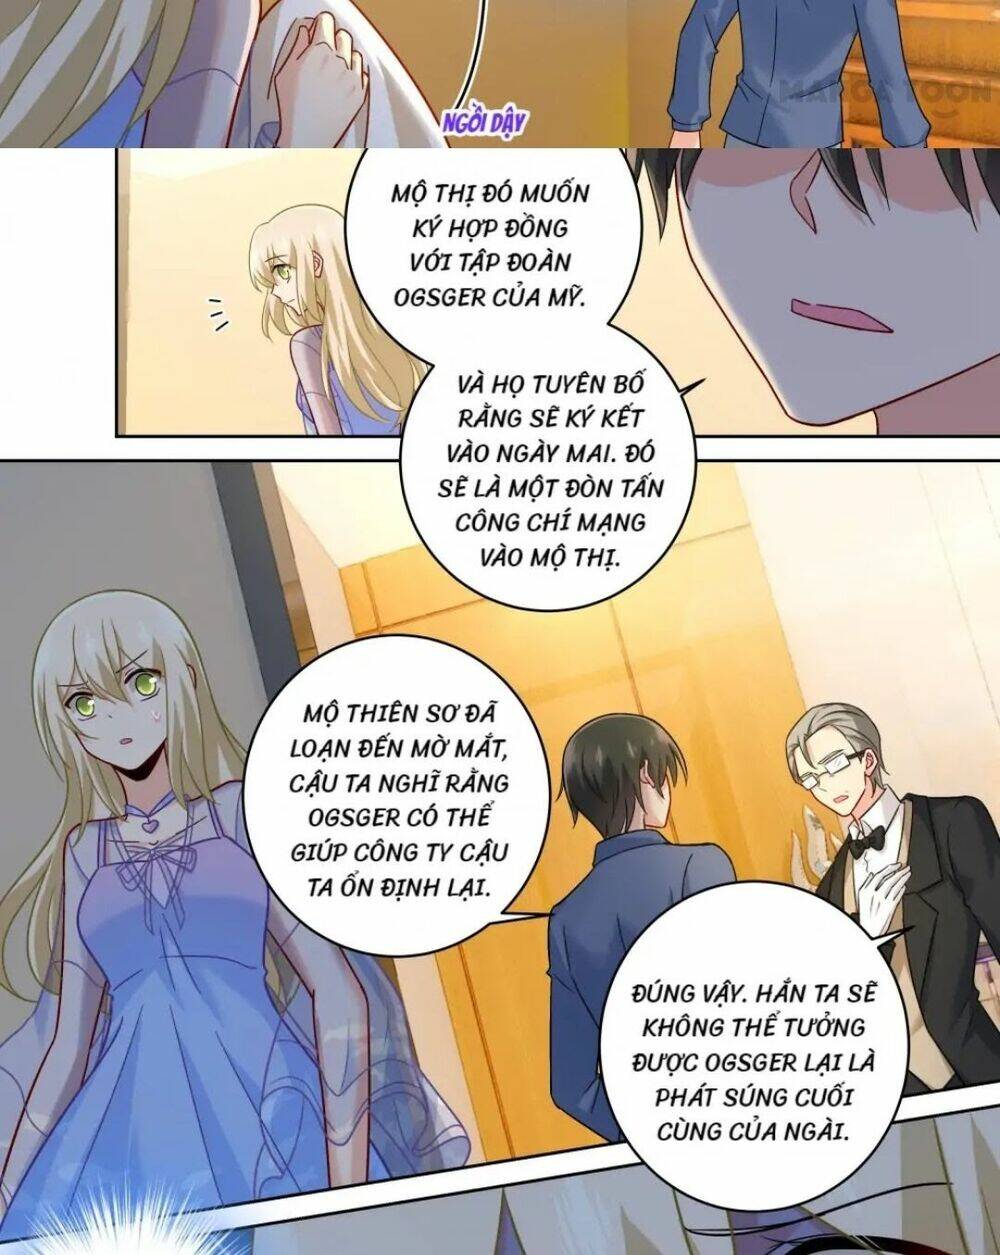 MANGA TOON
NGỒI DẬY
MỘ THỊ ĐÓ MUỐN
KÝ HỢP ĐỒNG
VỚI TẬP ĐOÀN
OGSGER CỦA MỸ.
VÀ HỌ TUYÊN BỐ
RẰNG SẼ KÝ KẾT
VÀO NGÀY MAI. ĐÓ
SẼ LÀ MỘT ĐÒN TẤN
CÔNG CHÍ MẠNG
VÀO MỘ THỊ.
MỘ THIÊN SƠ ĐÃ
LOẠN ĐẾN MỜ MẮT,
CẬU TA NGHĨ RẰNG
OGSGER CÓ THỂ
GIÚP CÔNG TY CẬU
TA ỔN ĐỊNH LẠI.
ĐÚNG VẬY. HẮN TA SẼ
KHÔNG THỂ TƯỞNG
ĐƯỢC OGSGER LẠI LÀ
PHÁT SÚNG CUỐI
CÙNG CỦA NGÀI.